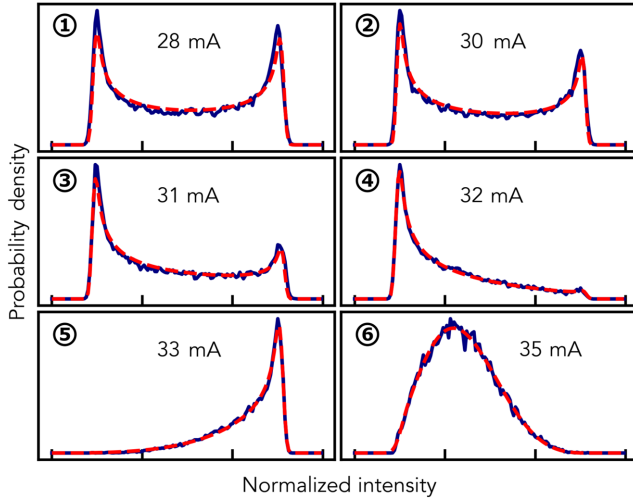 ① 28 mA
② 30 mA
③ 31 mA
④ 32 mA
⑤ 33 mA
⑥ 35 mA
Probability density
Normalized intensity